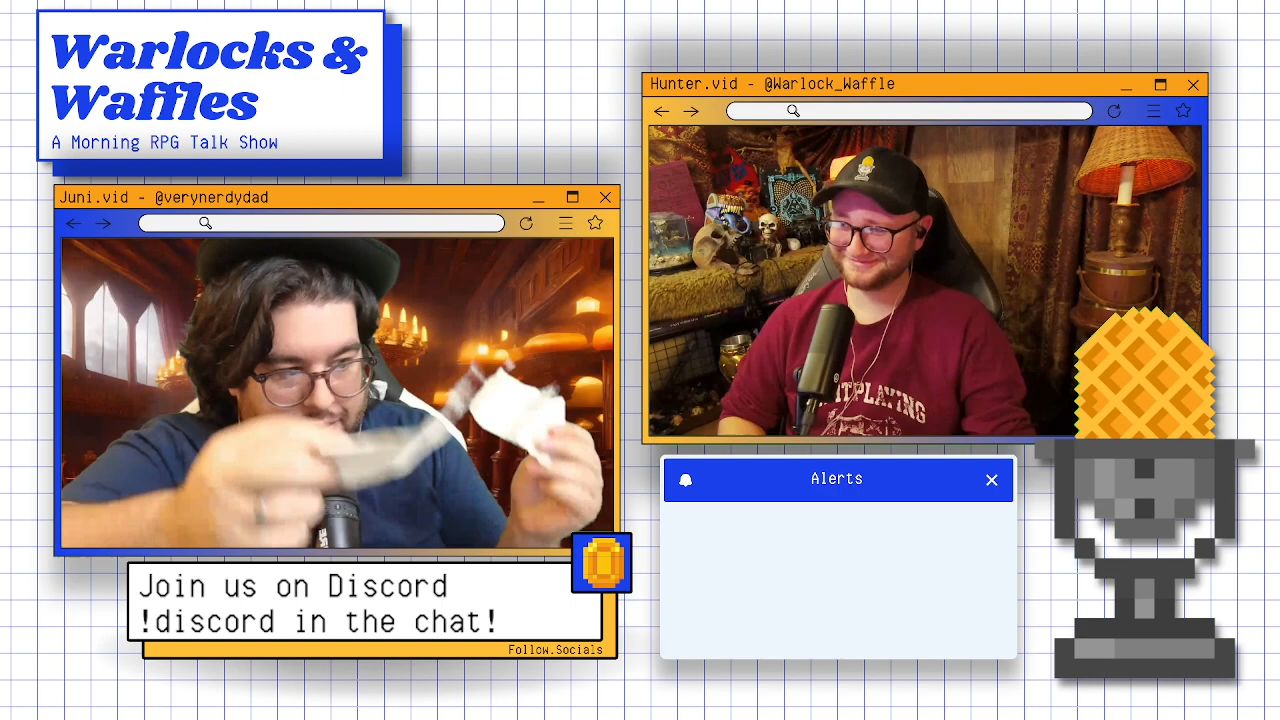 Warlocks &
Waffles
A Morning RPG Talk Show
Hunter.vid - @Warlock_Waffle
Juni.vid - @verynerdydad
Alerts
Join us on Discord
!discord in the chat!
Follow.Socials